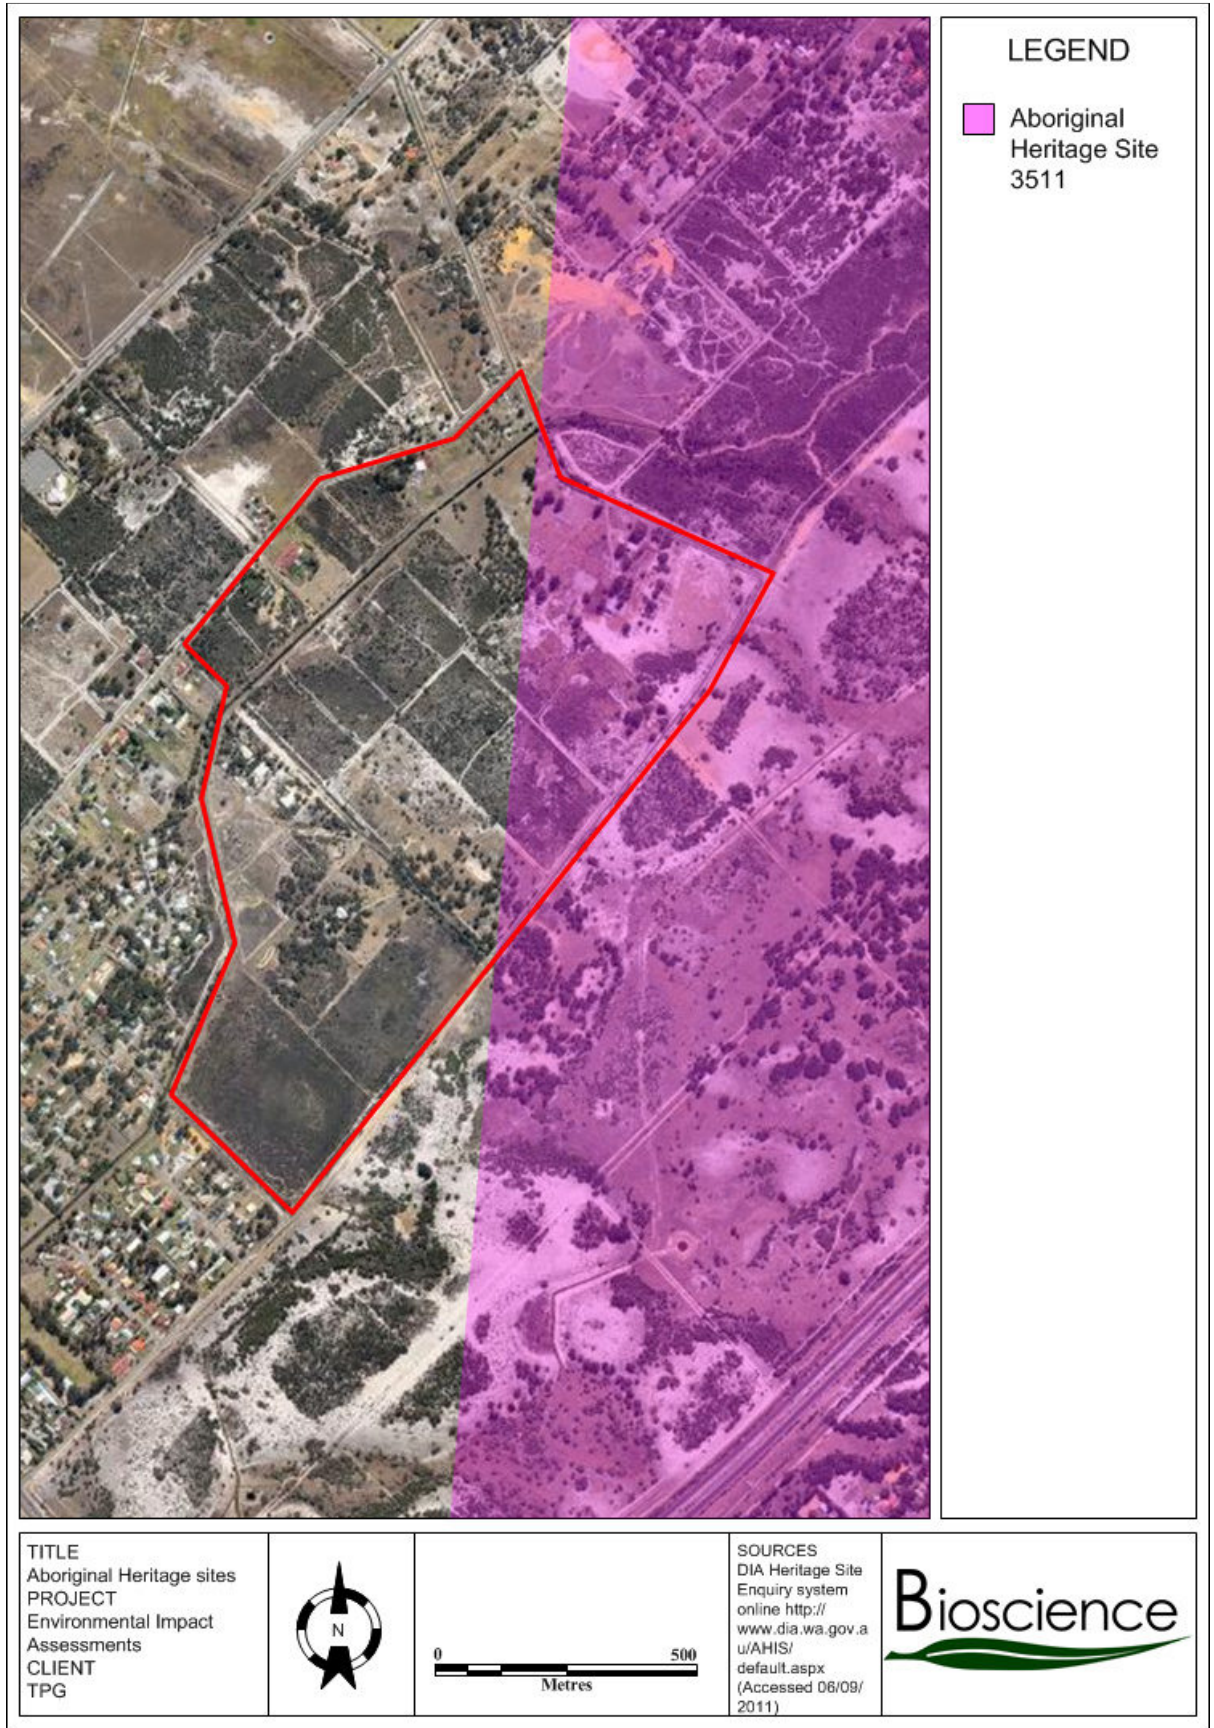 LEGEND
Aboriginal
Heritage Site
3511
TITLE
Aboriginal Heritage sites
PROJECT
Environmental Impact
Assessments
CLIENT
TPG
N
0 500
Metres
SOURCES
DIA Heritage Site
Enquiry system
online http://
www.dia.wa.gov.a
u/AHIS/
default.aspx
(Accessed 06/09/
2011)
Bioscience